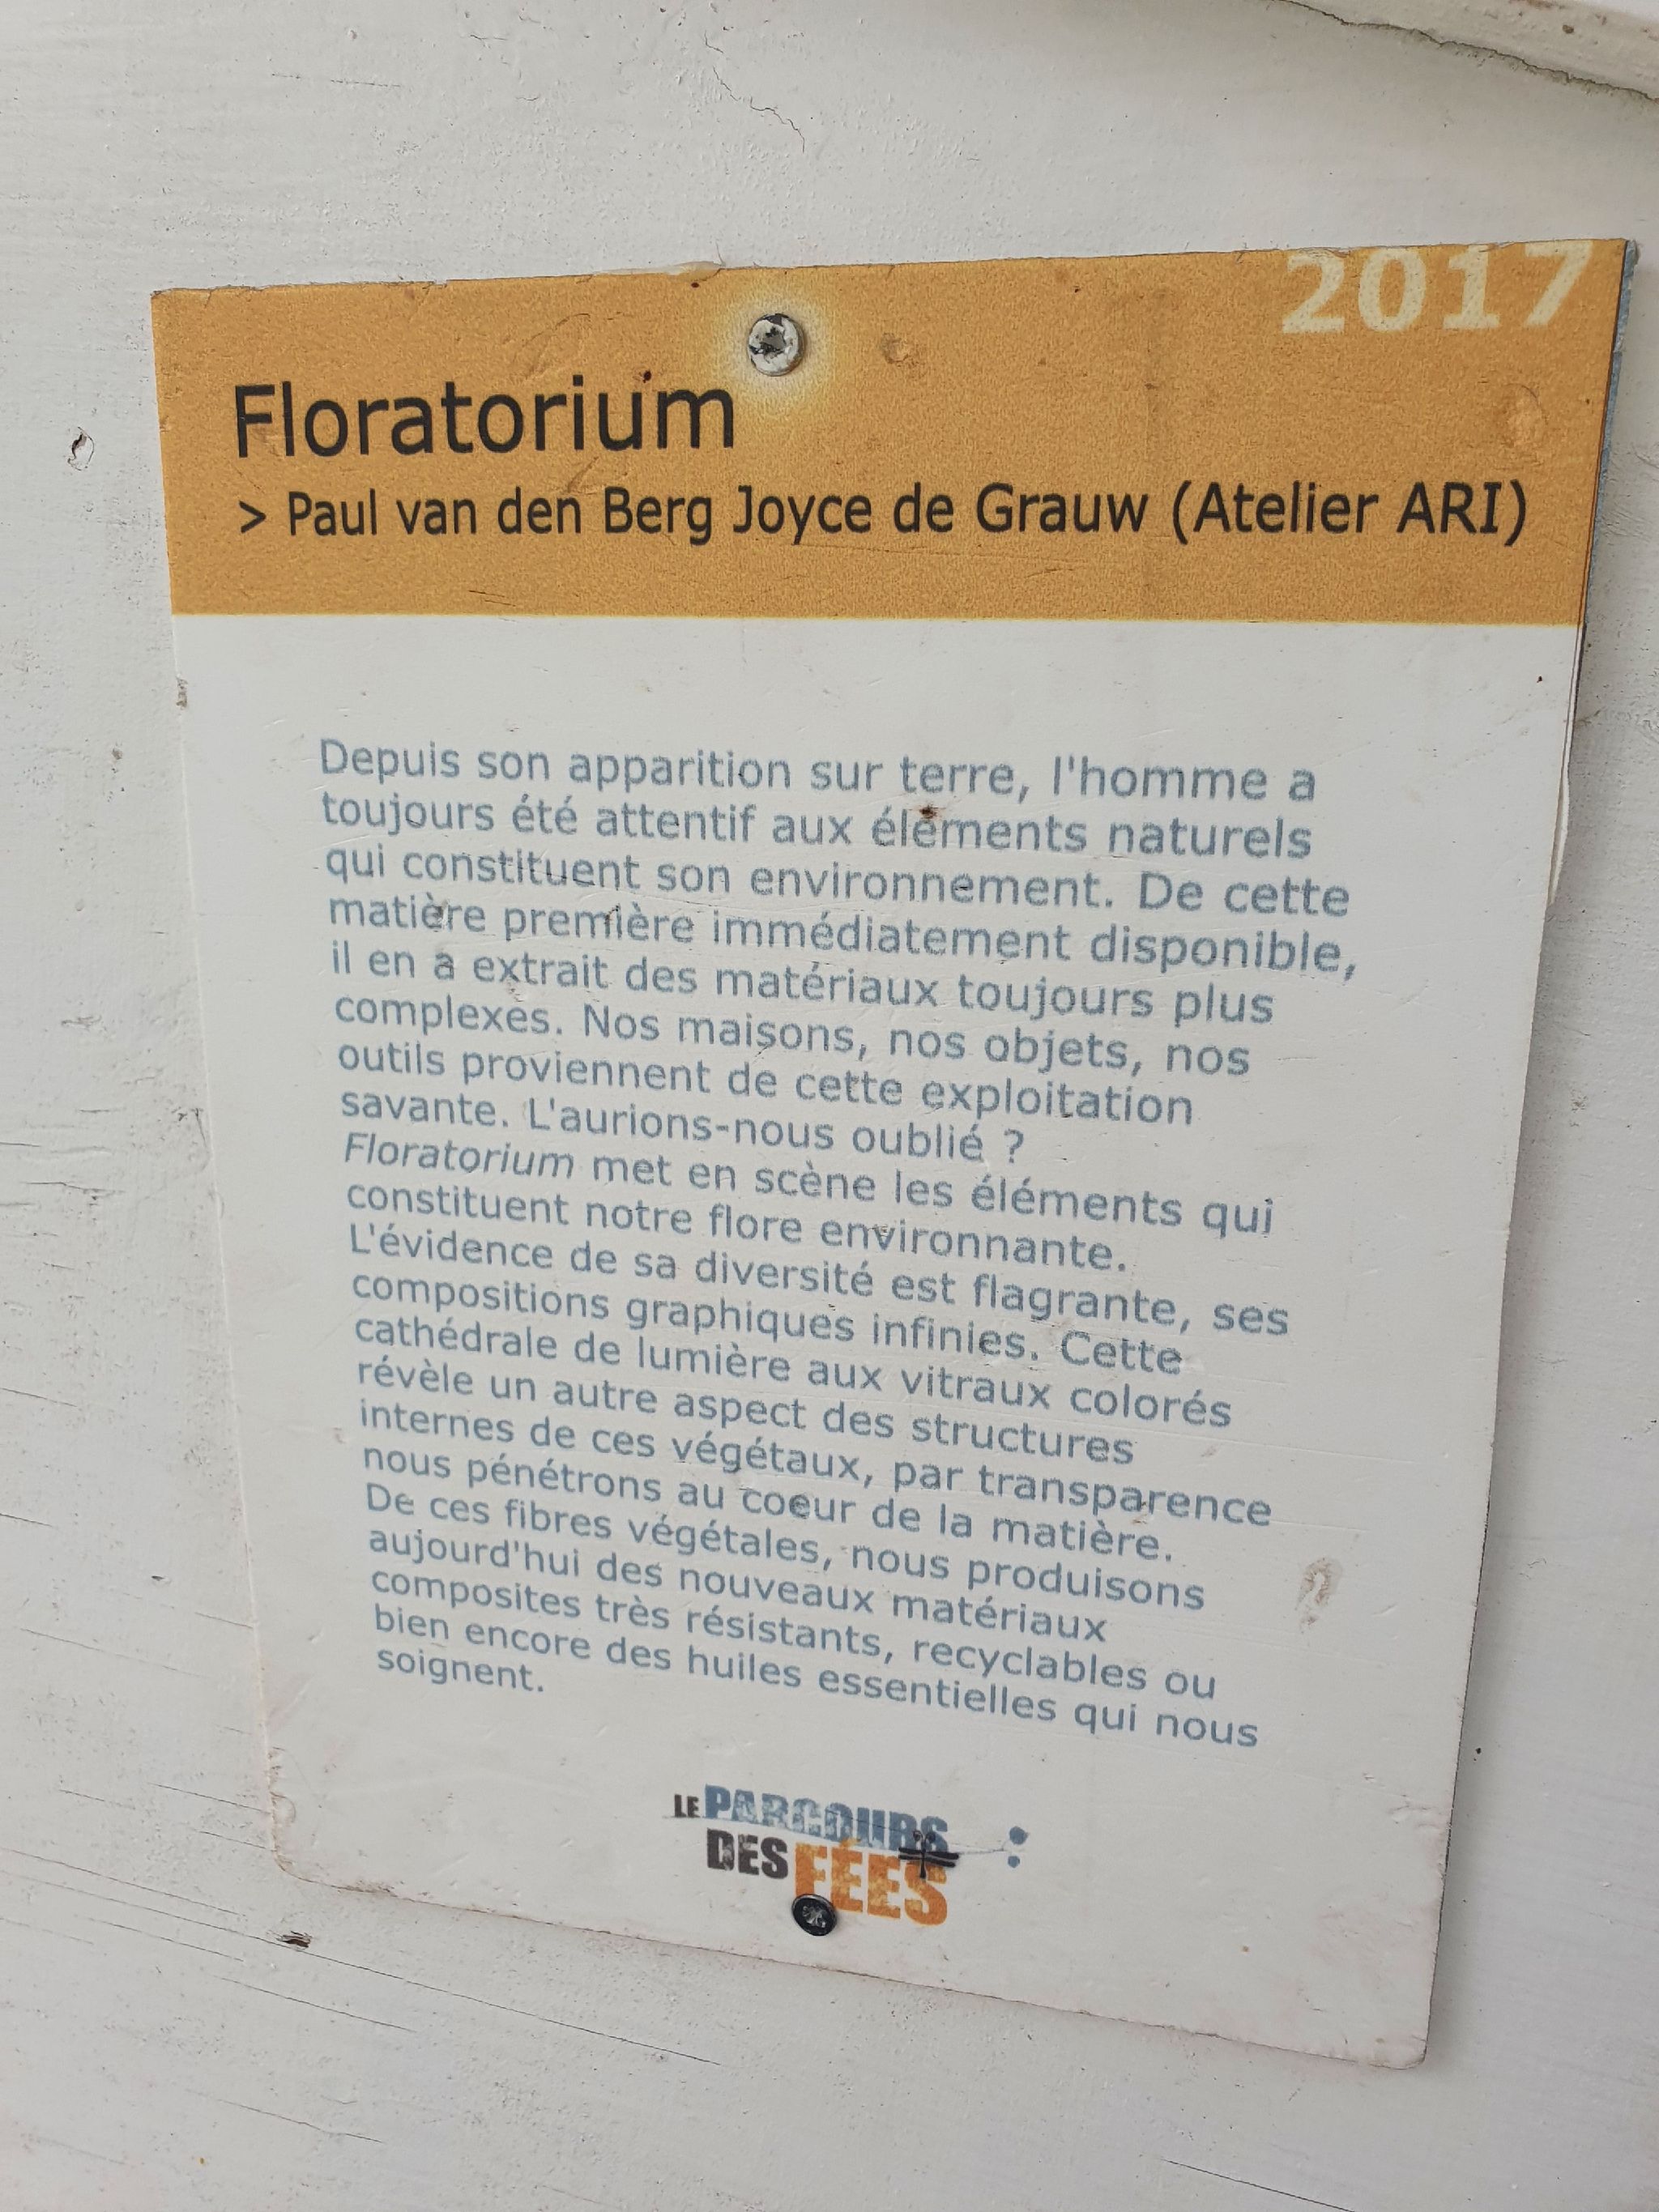 2017
Floratorium
> Paul van den Berg Joyce de Grauw (Atelier ARI)
Depuis son apparition sur terre, l'homme a
toujours été attentif aux éléments naturels
qui constituent son environnement. De cette
matière première immédiatement disponible,
il en a extrait des matériaux toujours plus
complexes. Nos maisons, nos objets, nos
outils proviennent de cette exploitation
savante. L'aurions-nous oublié ?
Floratorium met en scène les éléments qui
constituent notre flore environnante.
L'évidence de sa diversité est flagrante, ses
compositions graphiques infinies. Cette
cathédrale de lumière aux vitraux colorés
révèle un autre aspect des structures
internes de ces végétaux, par transparence
nous pénétrons au coeur de la matière.
De ces fibres végétales, nous produisons
aujourd'hui des nouveaux matériaux
composites très résistants, recyclables ou
bien encore des huiles essentielles qui nous
soignent.
LE PARCOURS
DES FÉES